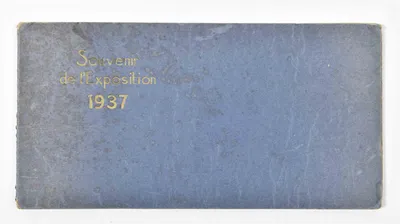 Souvenir
de l'Exposition
1937